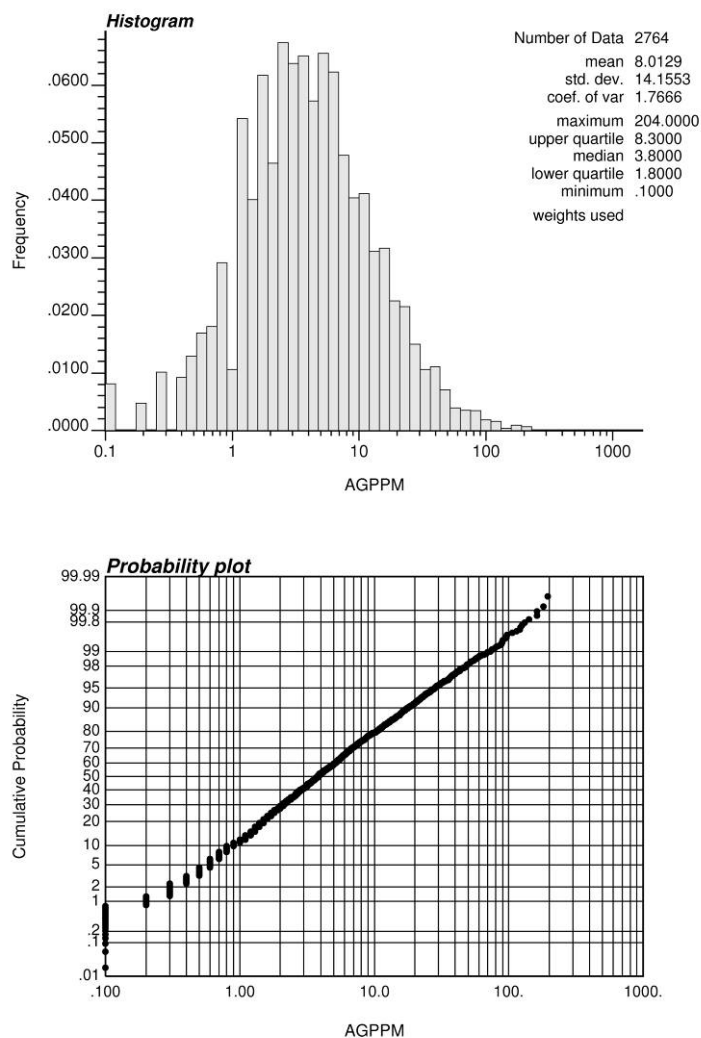 Histogram
Number of Data 2764
mean 8.0129
std. dev. 14.1553
coef. of var 1.7666
maximum 204.0000
upper quartile 8.3000
median 3.8000
lower quartile 1.8000
minimum .1000
weights used
Frequency
.0600
.0500
.0400
.0300
.0200
.0100
.0000
0.1 1 10 100 1000
AGPPM
Probability plot
Cumulative Probability
99.99
99.9
99.8
99
98
95
90
80
70
60
50
40
30
20
10
5
2
1
.2
.1
.01
.100 1.00 10.0 100. 1000.
AGPPM